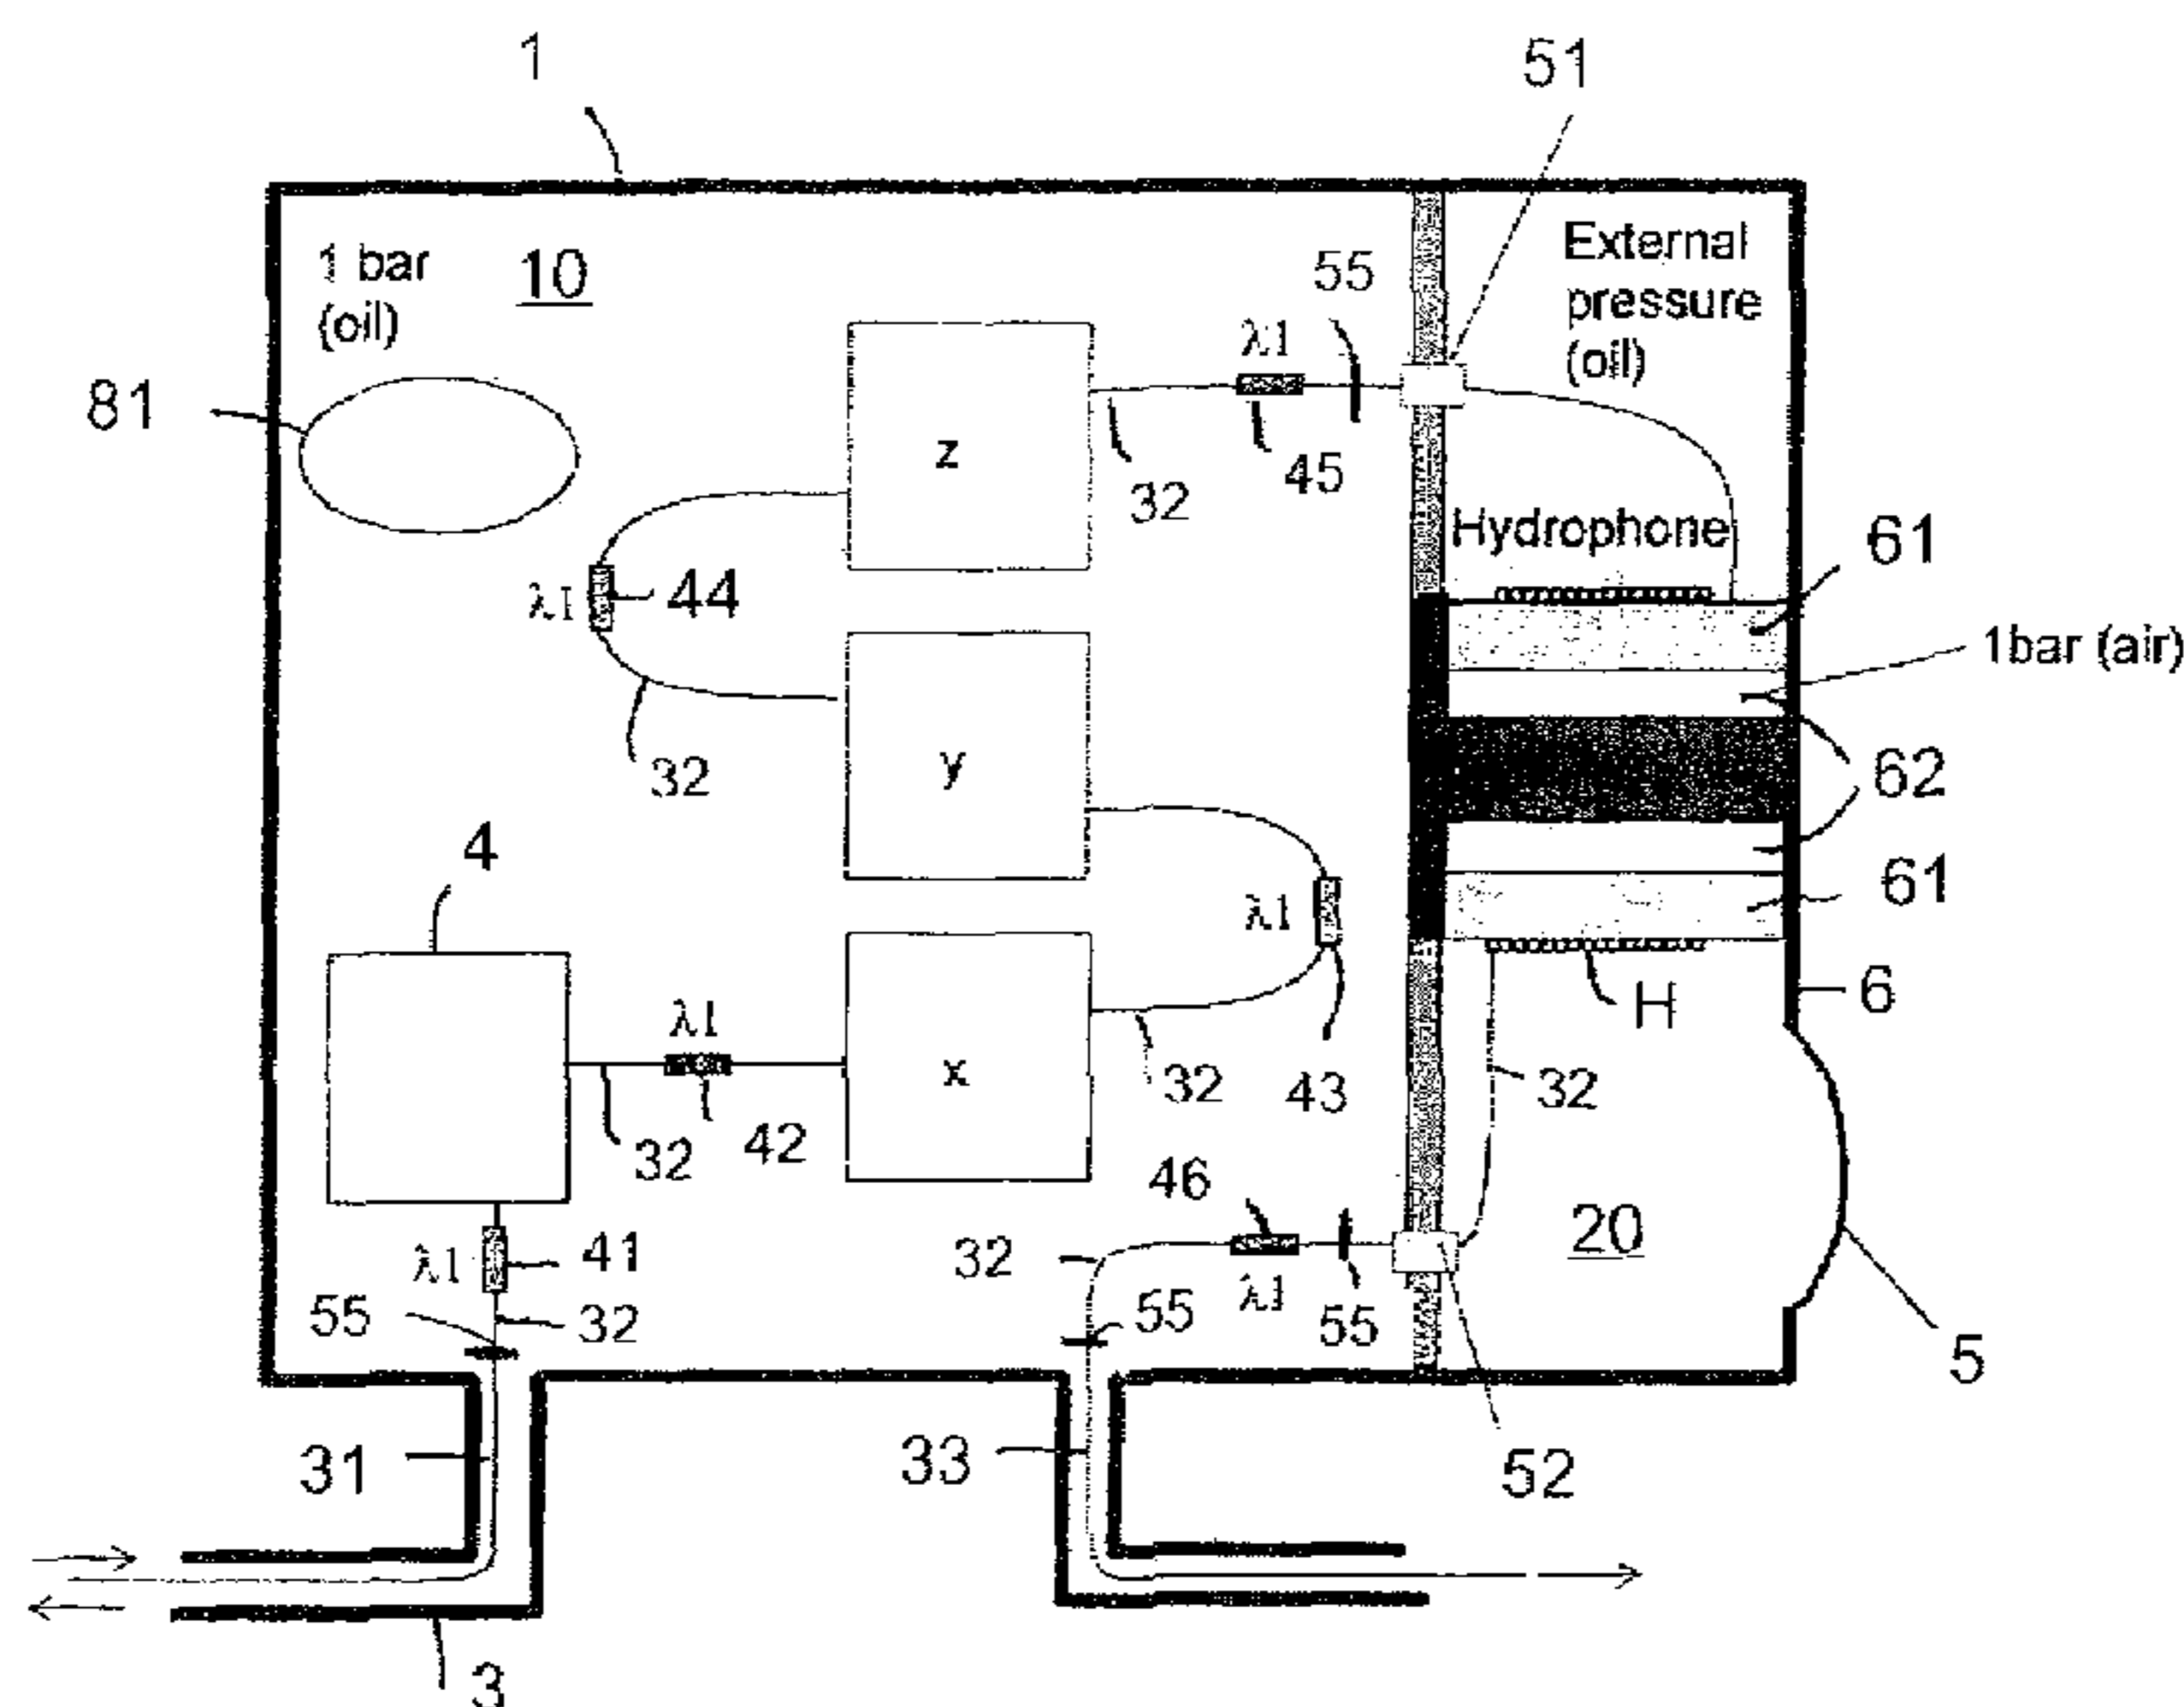 1
51
1 bar
(oil)
10
External
pressure
(oil)
55
λ1
81
z
45
32
Hydrophone
61
λ1
44
1bar (air)
32
y
62
4
61
λ1
λ1
6
H
x
32
43
32
32
42
46
20
32
41
λ1
λ1
55
32
55
55
5
31
33
52
3